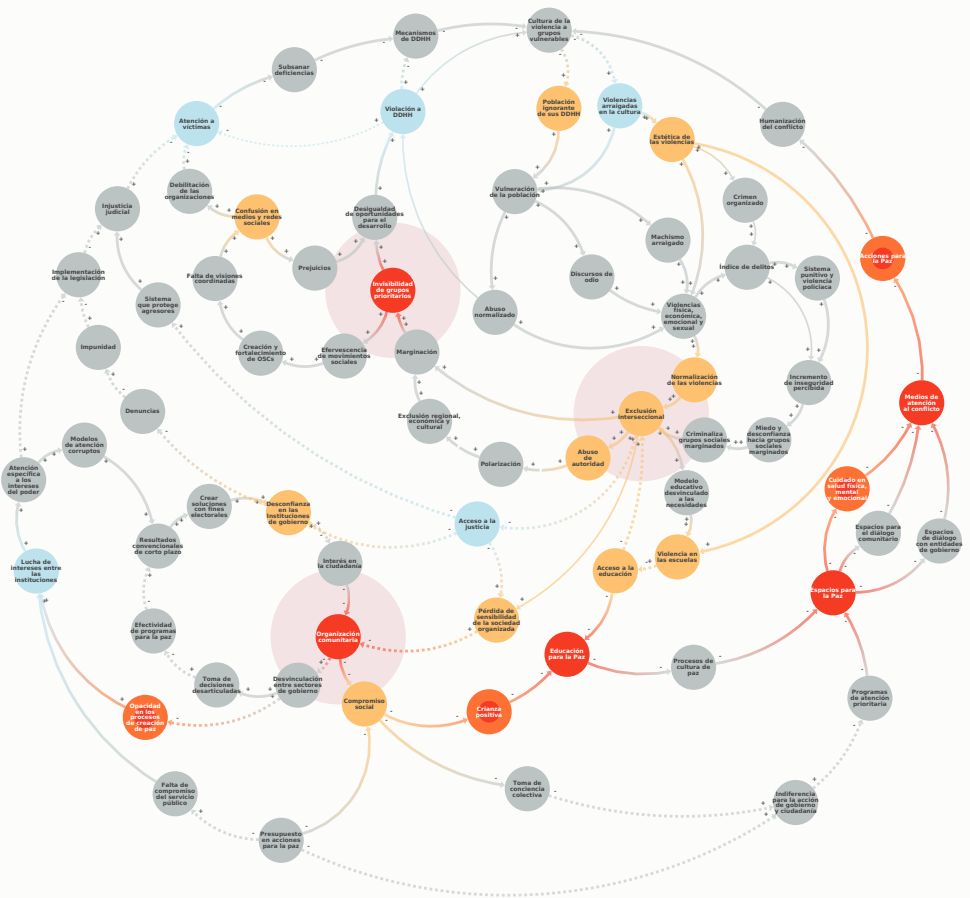 Cultura de la
violencia a
grupos
vulnerables
Mecanismos
de DDHH
Subsanar
deficiencias
Atención a
víctimas
Violación a
DDHH
Población
ignorante
de sus DDHH
Violencias
arraigadas
en la cultura
Estética de
las violencias
Humanización
del conflicto
Debilitación
de las
organizaciones
Injusticia
judicial
Confusión en
medios y redes
sociales
Desigualdad
de oportunidades
para el
desarrollo
Vulneración
de la población
Crimen
organizado
Machismo
arraigado
Acciones para
la Paz
Implementación
de la legislación
Falta de visiones
coordinadas
Prejuicios
Invisibilidad
de grupos
prioritarios
Discursos de
odio
Índice de delitos
Sistema
punitivo y
violencia
policiaca
Sistema
que protege
agresores
Abuso
normalizado
Violencias
física,
económica,
emocional y
sexual
Impunidad
Creación y
fortalecimiento
de OSCs
Efervescencia
de movimientos
sociales
Marginación
Normalización
de las violencias
Incremento
de inseguridad
percibida
Medios de
atención
al conflicto
Denuncias
Exclusión regional,
económica y
cultural
Exclusión
interseccional
Criminaliza
grupos sociales
marginados
Miedo y
desconfianza
hacia grupos
sociales
marginados
Modelos
de atención
corruptos
Polarización
Abuso
de
autoridad
Atención
específica
a los
intereses
del poder
Modelo
educativo
desvinculado
a las
necesidades
Cuidado en
salud física,
mental
y emocional
Crear
soluciones
con fines
electorales
Desconfianza
en las
Instituciones
de gobierno
Acceso a la
justicia
Espacios para
el diálogo
comunitario
Espacios
de diálogo
con entidades
de gobierno
Resultados
convencionales
de corto plazo
Interés en
la ciudadanía
Violencia en
las escuelas
Acceso a la
educación
Lucha de
intereses entre
las
instituciones
Espacios para
la Paz
Efectividad
de programas
para la paz
Organización
comunitaria
Pérdida de
sensibilidad
de la sociedad
organizada
Educación
para la Paz
Procesos de
cultura de
paz
Toma de
decisiones
desarticuladas
Desvinculación
entre sectores
de gobierno
Compromiso
social
Crianza
positiva
Programas
de atención
prioritaria
Opacidad
en los
procesos
de creación
de paz
Falta de
compromiso
del servicio
público
Toma de
conciencia
colectiva
Indiferencia
para la acción
de gobierno
y ciudadanía
Presupuesto
en acciones
para la paz